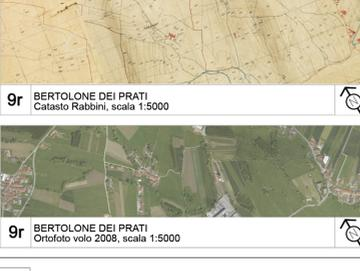 9r
BERTOLONE DEI PRATI
Catasto Rabbini, scala 1:5000
N
9r
BERTOLONE DEI PRATI
Ortofoto volo 2008, scala 1:5000
N